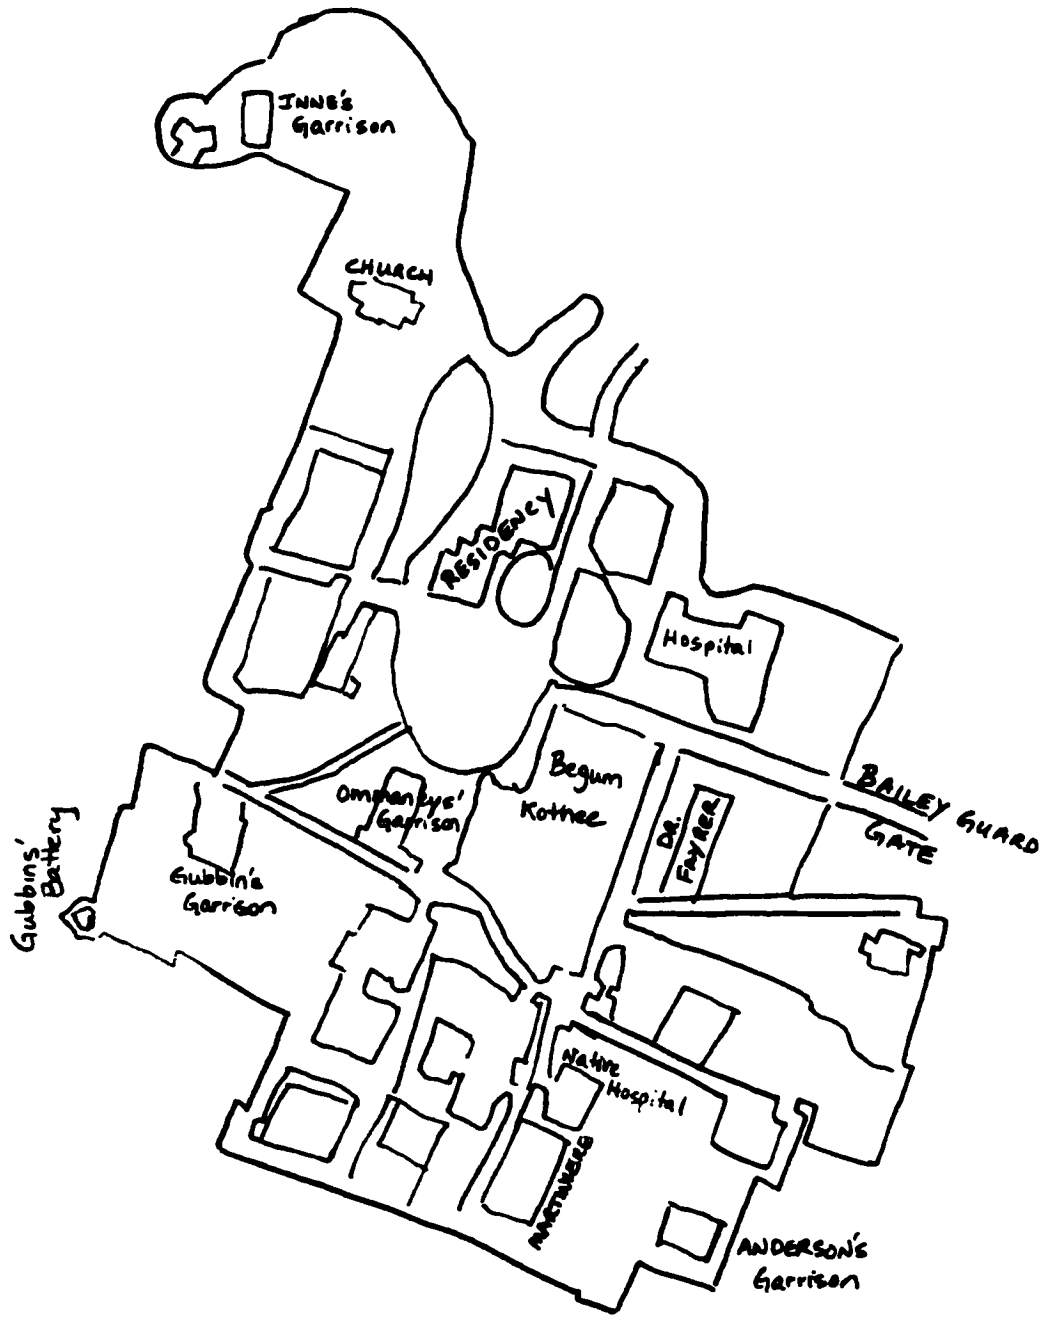 INNE'S
Garrison
CHURCH
RESIDENCY
Hospital
Begum
Kothee
Ommaneys'
Garrison
BAILEY GUARD
GATE
DR.
FAYRER
Gubbins'
Battery
Gubbin's
Garrison
Native
Hospital
MARTINIERE
ANDERSON'S
Garrison